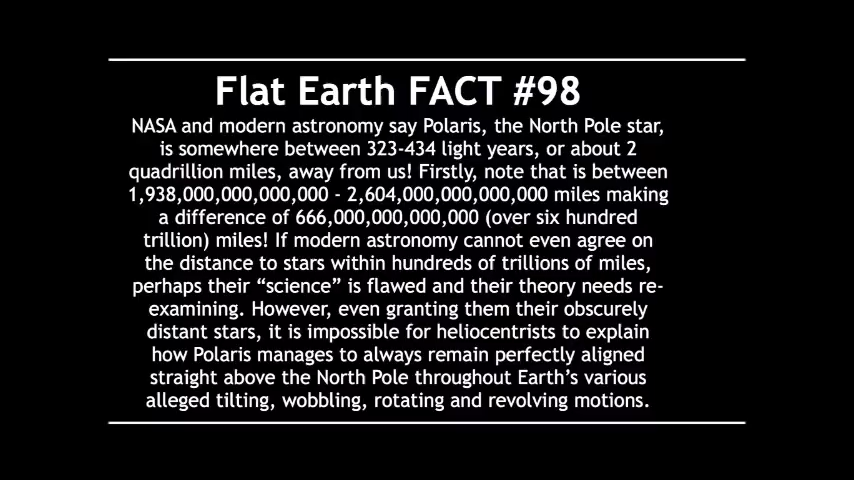 Flat Earth FACT #98
NASA and modern astronomy say Polaris, the North Pole star,
is somewhere between 323-434 light years, or about 2
quadrillion miles, away from us! Firstly, note that is between
1,938,000,000,000,000 - 2,604,000,000,000,000 miles making
a difference of 666,000,000,000,000 (over six hundred
trillion) miles! If modern astronomy cannot even agree on
the distance to stars within hundreds of trillions of miles,
perhaps their “science” is flawed and their theory needs re-
examining. However, even granting them their obscurely
distant stars, it is impossible for heliocentrists to explain
how Polaris manages to always remain perfectly aligned
straight above the North Pole throughout Earth’s various
alleged tilting, wobbling, rotating and revolving motions.